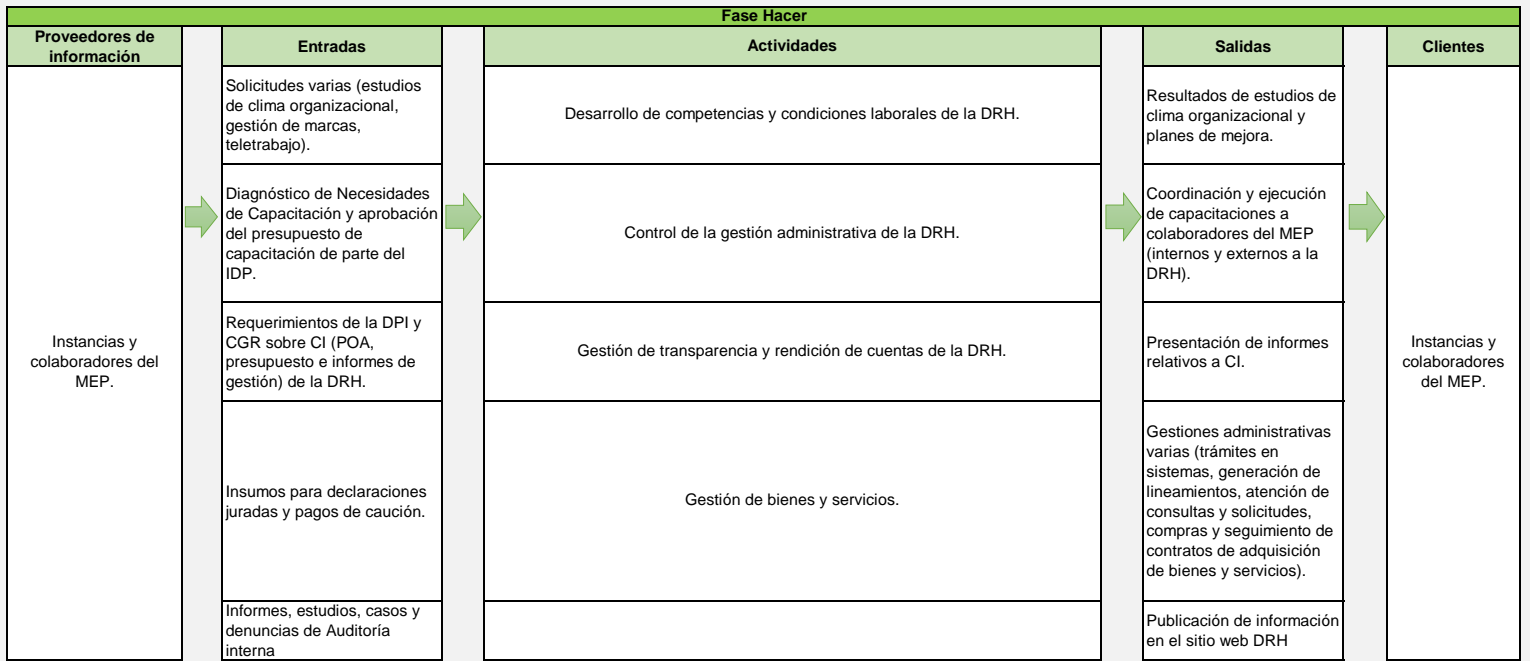 Fase Hacer
Proveedores de
información
Entradas
Actividades
Salidas
Clientes
Instancias y
colaboradores del
MEP.
Solicitudes varias (estudios
de clima organizacional,
gestión de marcas,
teletrabajo).
Desarrollo de competencias y condiciones laborales de la DRH.
Resultados de estudios de
clima organizacional y
planes de mejora.
Diagnóstico de Necesidades
de Capacitación y aprobación
del presupuesto de
capacitación de parte del
IDP.
Control de la gestión administrativa de la DRH.
Coordinación y ejecución
de capacitaciones a
colaboradores del MEP
(internos y externos a la
DRH).
Requerimientos de la DPI y
CGR sobre CI (POA,
presupuesto e informes de
gestión) de la DRH.
Gestión de transparencia y rendición de cuentas de la DRH.
Presentación de informes
relativos a CI.
Insumos para declaraciones
juradas y pagos de caución.
Gestión de bienes y servicios.
Gestiones administrativas
varias (trámites en
sistemas, generación de
lineamientos, atención de
consultas y solicitudes,
compras y seguimiento de
contratos de adquisición
de bienes y servicios).
Informes, estudios, casos y
denuncias de Auditoría
interna
Publicación de información
en el sitio web DRH
Instancias y
colaboradores
del MEP.